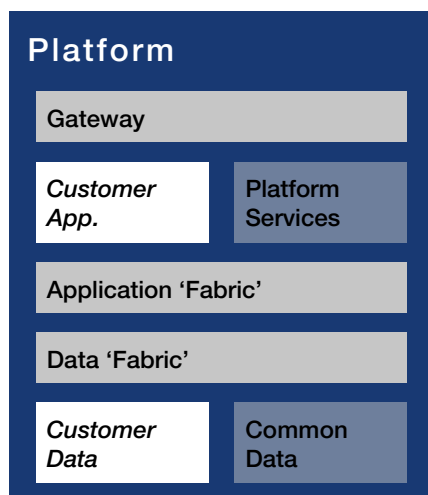 Platform
Gateway
Customer
App.
Platform
Services
Application ‘Fabric’
Data ‘Fabric’
Customer
Data
Common
Data